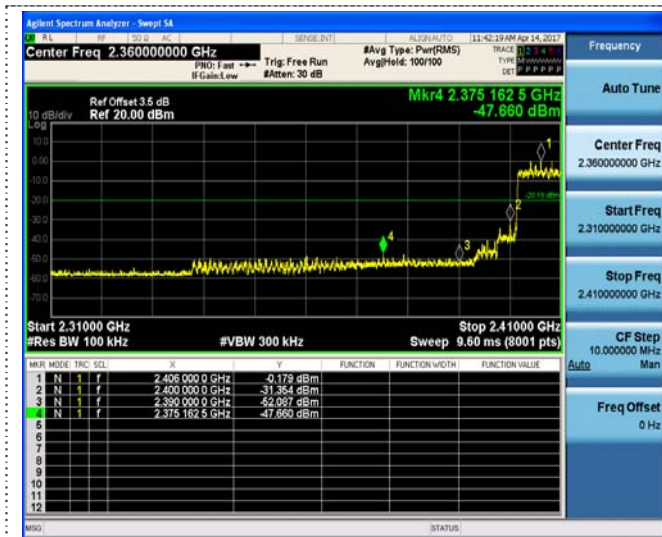 Agilent Spectrum Analyzer - Swept SA
RL RF 50 Ω AC SENSE:INT ALIGN AUTO 11:42:19 AM Apr 14, 2017
Center Freq 2.360000000 GHz
#Avg Type: Pwr(RMS)
TRACE 1 2 3 4 5 6
PNO: Fast Trig: Free Run Avg|Hold: 100/100
TYPE
IFGain:Low #Atten: 30 dB
DET P P P P P P
Ref Offset 3.5 dB
10 dB/div Ref 20.00 dBm
Log
Mkr4 2.375 162 5 GHz
-47.660 dBm
10.0
0.00
-10.0
-20.0
-30.0
-40.0
-50.0
-60.0
-70.0
1
2
3
4
Start 2.31000 GHz Stop 2.41000 GHz
#Res BW 100 kHz #VBW 300 kHz Sweep 9.60 ms (8001 pts)
MKR MODE TRC SCL X Y FUNCTION FUNCTION WIDTH FUNCTION VALUE
1 N 1 f 2.406 000 0 GHz -0.179 dBm
2 N 1 f 2.400 000 0 GHz -31.354 dBm
3 N 1 f 2.390 000 0 GHz -52.087 dBm
4 N 1 f 2.375 162 5 GHz -47.660 dBm
5
6
7
8
9
10
11
12
MSG STATUS
Frequency
Auto Tune
Center Freq
2.360000000 GHz
Start Freq
2.310000000 GHz
Stop Freq
2.410000000 GHz
CF Step
10.000000 MHz
Auto Man
Freq Offset
0 Hz